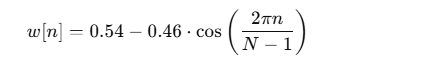 w[n] = 0.54 − 0.46 · cos(2πn / (N − 1))